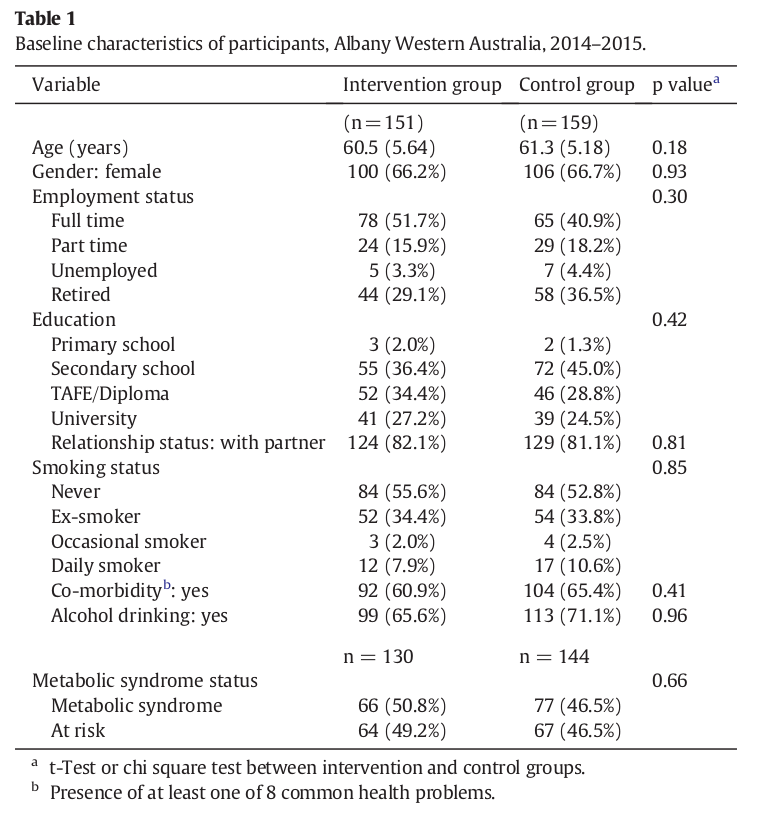 Table 1
Baseline characteristics of participants, Albany Western Australia, 2014–2015.
Variable Intervention group Control group p value a
(n=151) (n=159)
Age (years) 60.5 (5.64) 61.3 (5.18) 0.18
Gender: female 100 (66.2%) 106 (66.7%) 0.93
Employment status 0.30
Full time 78 (51.7%) 65 (40.9%)
Part time 24 (15.9%) 29 (18.2%)
Unemployed 5 (3.3%) 7 (4.4%)
Retired 44 (29.1%) 58 (36.5%)
Education 0.42
Primary school 3 (2.0%) 2 (1.3%)
Secondary school 55 (36.4%) 72 (45.0%)
TAFE/Diploma 52 (34.4%) 46 (28.8%)
University 41 (27.2%) 39 (24.5%)
Relationship status: with partner 124 (82.1%) 129 (81.1%) 0.81
Smoking status 0.85
Never 84 (55.6%) 84 (52.8%)
Ex-smoker 52 (34.4%) 54 (33.8%)
Occasional smoker 3 (2.0%) 4 (2.5%)
Daily smoker 12 (7.9%) 17 (10.6%)
Co-morbidity b: yes 92 (60.9%) 104 (65.4%) 0.41
Alcohol drinking: yes 99 (65.6%) 113 (71.1%) 0.96
n = 130 n = 144
Metabolic syndrome status 0.66
Metabolic syndrome 66 (50.8%) 77 (46.5%)
At risk 64 (49.2%) 67 (46.5%)
a t-Test or chi square test between intervention and control groups.
b Presence of at least one of 8 common health problems.